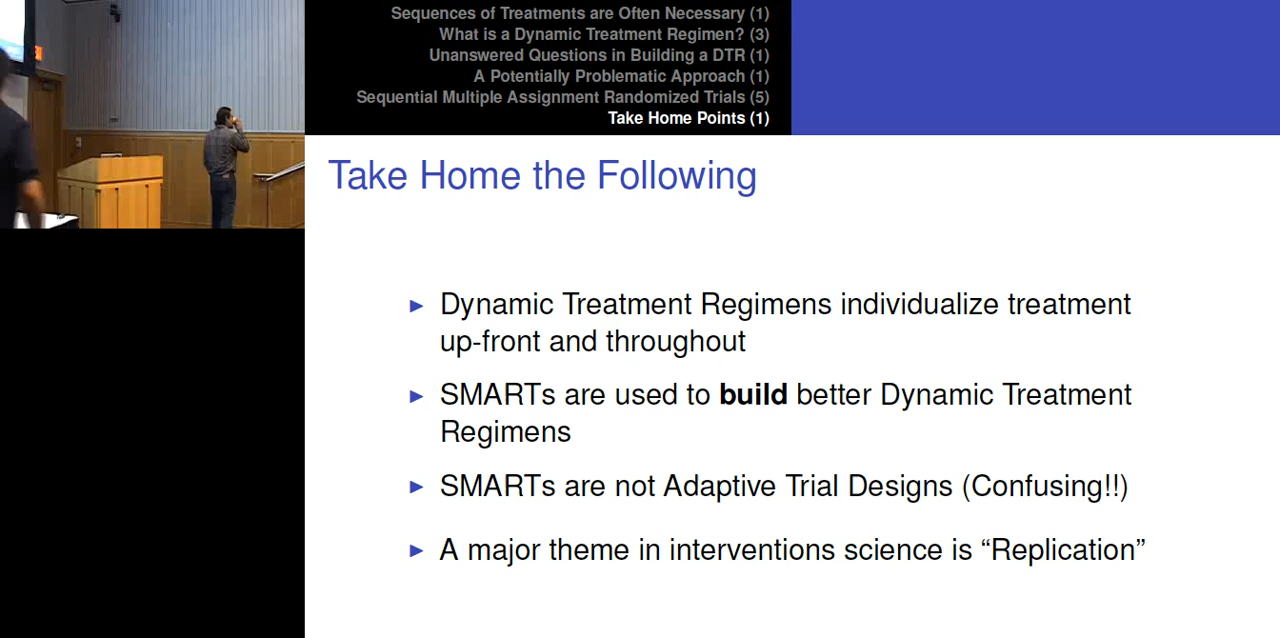 Sequences of Treatments are Often Necessary (1)
What is a Dynamic Treatment Regimen? (3)
Unanswered Questions in Building a DTR (1)
A Potentially Problematic Approach (1)
Sequential Multiple Assignment Randomized Trials (5)
Take Home Points (1)
Take Home the Following
Dynamic Treatment Regimens individualize treatment
up-front and throughout
SMARTs are used to build better Dynamic Treatment
Regimens
SMARTs are not Adaptive Trial Designs (Confusing!!)
A major theme in interventions science is “Replication”